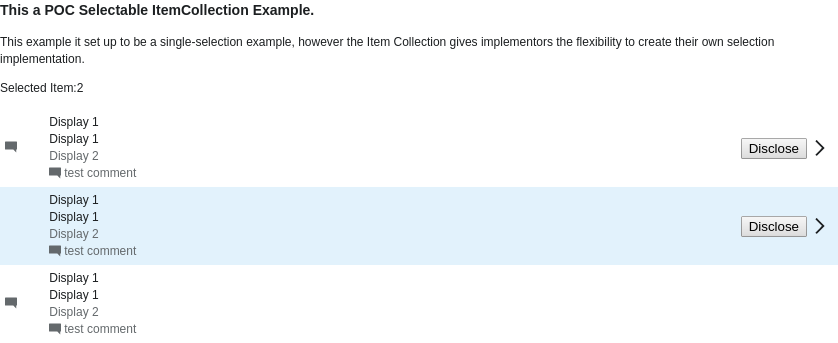 This a POC Selectable ItemCollection Example.
This example it set up to be a single-selection example, however the Item Collection gives implementors the flexibility to create their own selection
implementation.
Selected Item:2
Display 1
Display 1
Display 2
test comment
Disclose
Display 1
Display 1
Display 2
test comment
Disclose
Display 1
Display 1
Display 2
test comment